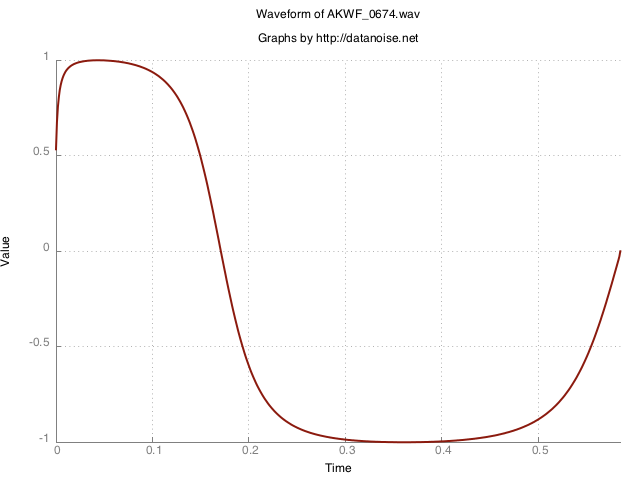 Waveform of AKWF_0674.wav
Graphs by http://datanoise.net
1
0.5
0
-0.5
-1
Value
0 0.1 0.2 0.3 0.4 0.5
Time